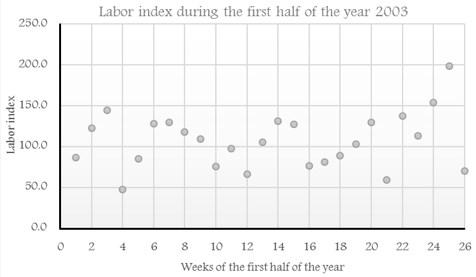 Labor index during the first half of the year 2003
250.0
200.0
150.0
100.0
50.0
0.0
Labor index
0 2 4 6 8 10 12 14 16 18 20 22 24 26
Weeks of the first half of the year